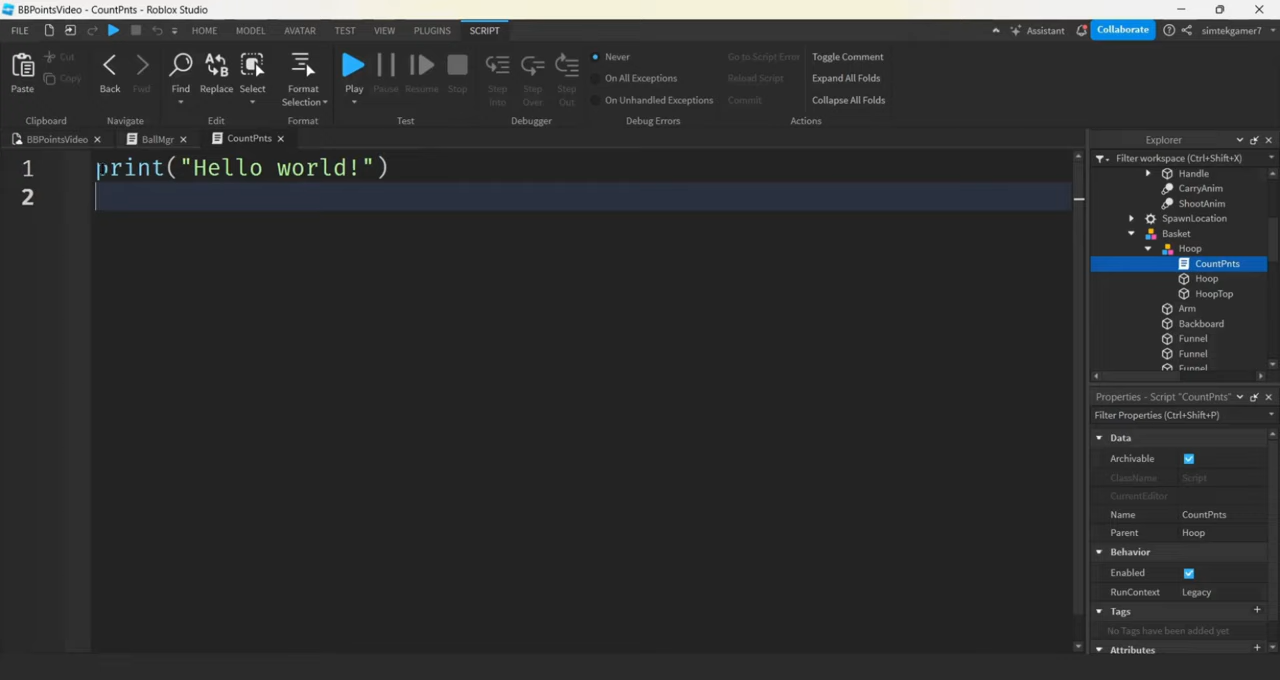 BBPointsVideo - CountPnts - Roblox Studio
FILE HOME MODEL AVATAR TEST VIEW PLUGINS SCRIPT Assistant Collaborate simtekgamer7
Paste Cut Copy Clipboard
Back Fwd Navigate
Find Replace Select Edit
Format Selection Format
Play Pause Resume Stop Test
Step Into Step Over Step Out Debugger
Never
On All Exceptions
On Unhandled Exceptions
Debug Errors
Go to Script Error Toggle Comment
Reload Script Expand All Folds
Commit Collapse All Folds
Actions
BBPointsVideo BallMgr CountPnts
1 print("Hello world!")
2
Explorer
Filter workspace (Ctrl+Shift+X)
Handle
CarryAnim
ShootAnim
SpawnLocation
Basket
Hoop
CountPnts
Hoop
HoopTop
Arm
Backboard
Funnel
Funnel
Funnel
Properties - Script "CountPnts"
Filter Properties (Ctrl+Shift+P)
Data
Archivable
ClassName Script
CurrentEditor
Name CountPnts
Parent Hoop
Behavior
Enabled
RunContext Legacy
Tags
No Tags have been added yet
Attributes